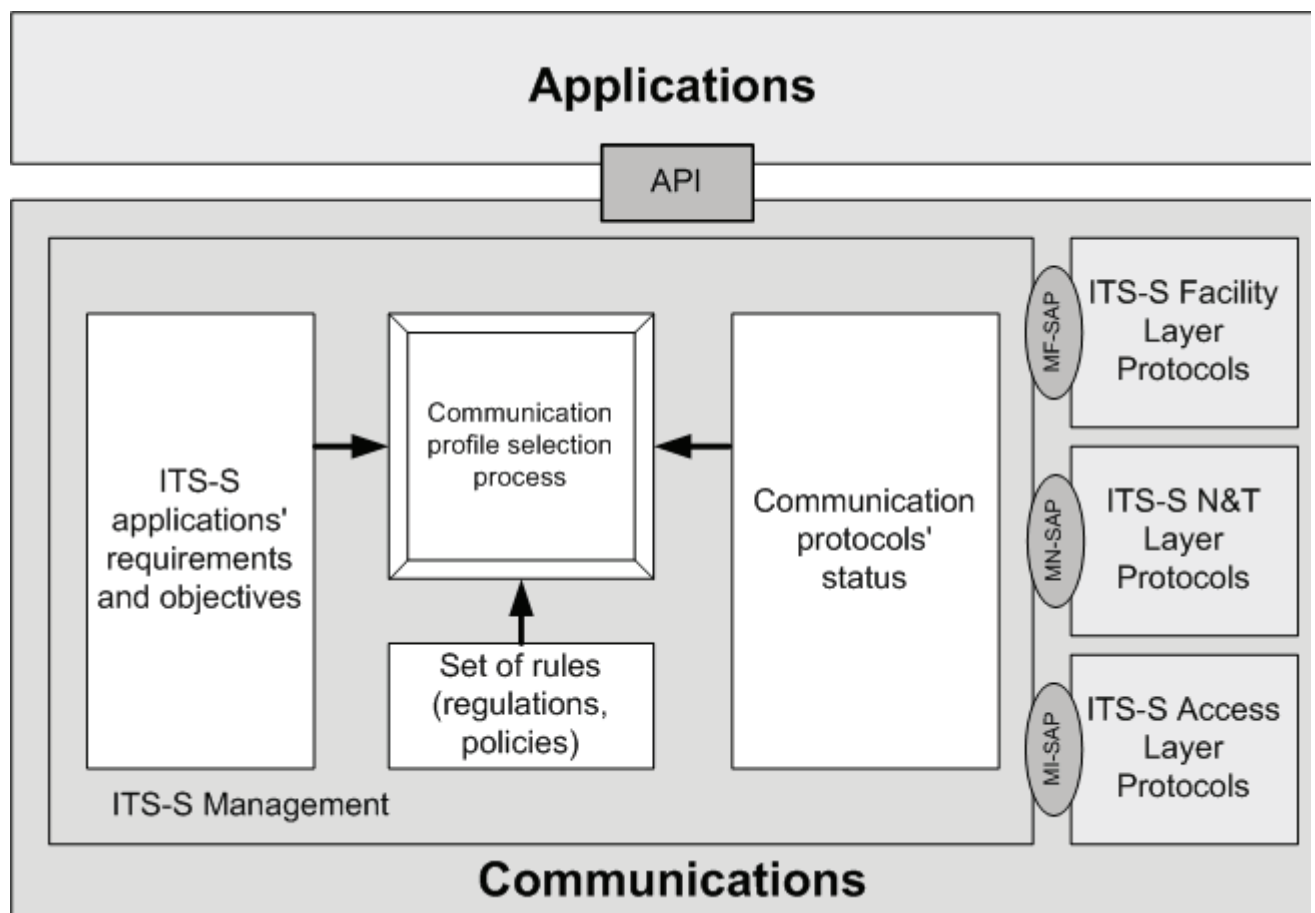 Applications
API
ITS-S
applications'
requirements
and objectives
Communication
profile selection
process
Set of rules
(regulations,
policies)
Communication
protocols'
status
ITS-S Management
MF-SAP
ITS-S Facility
Layer
Protocols
MN-SAP
ITS-S N&T
Layer
Protocols
MI-SAP
ITS-S Access
Layer
Protocols
Communications